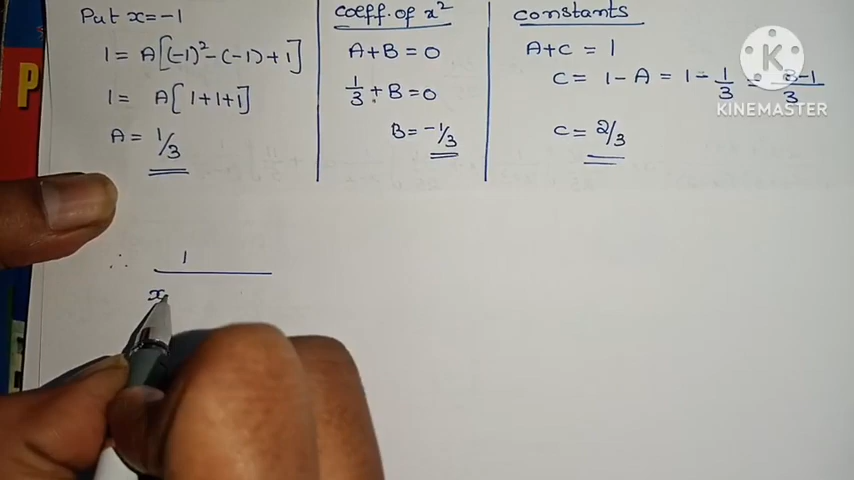 Put x=-1
1 = A[(-1)² - (-1) + 1]
1 = A[1+1+1]
A = 1/3
coeff. of x²
A+B = 0
1/3 + B = 0
B = -1/3
constants
A+C = 1
C = 1 - A = 1 - 1/3 = 3-1/3
C = 2/3
∴ 1
x
P
K
KINEMASTER